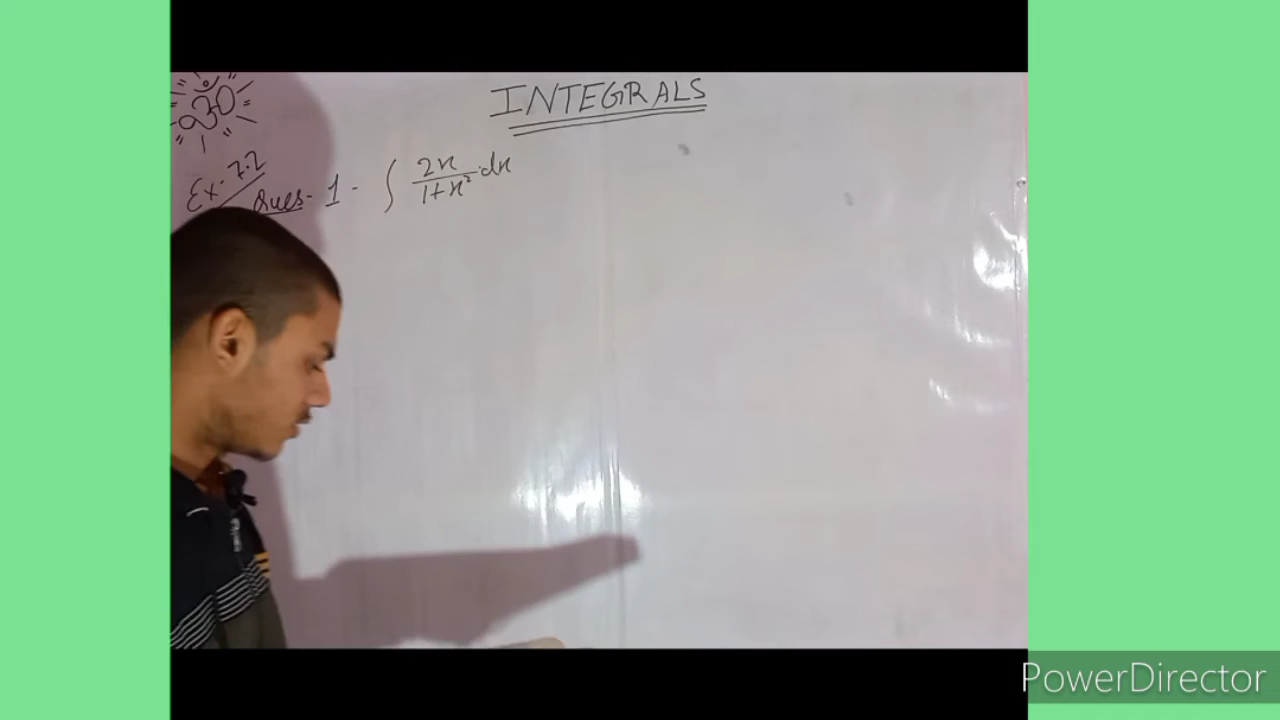 INTEGRALS
Ex-7.2
Ques-1- ∫ 2x/1+x² .dx
PowerDirector